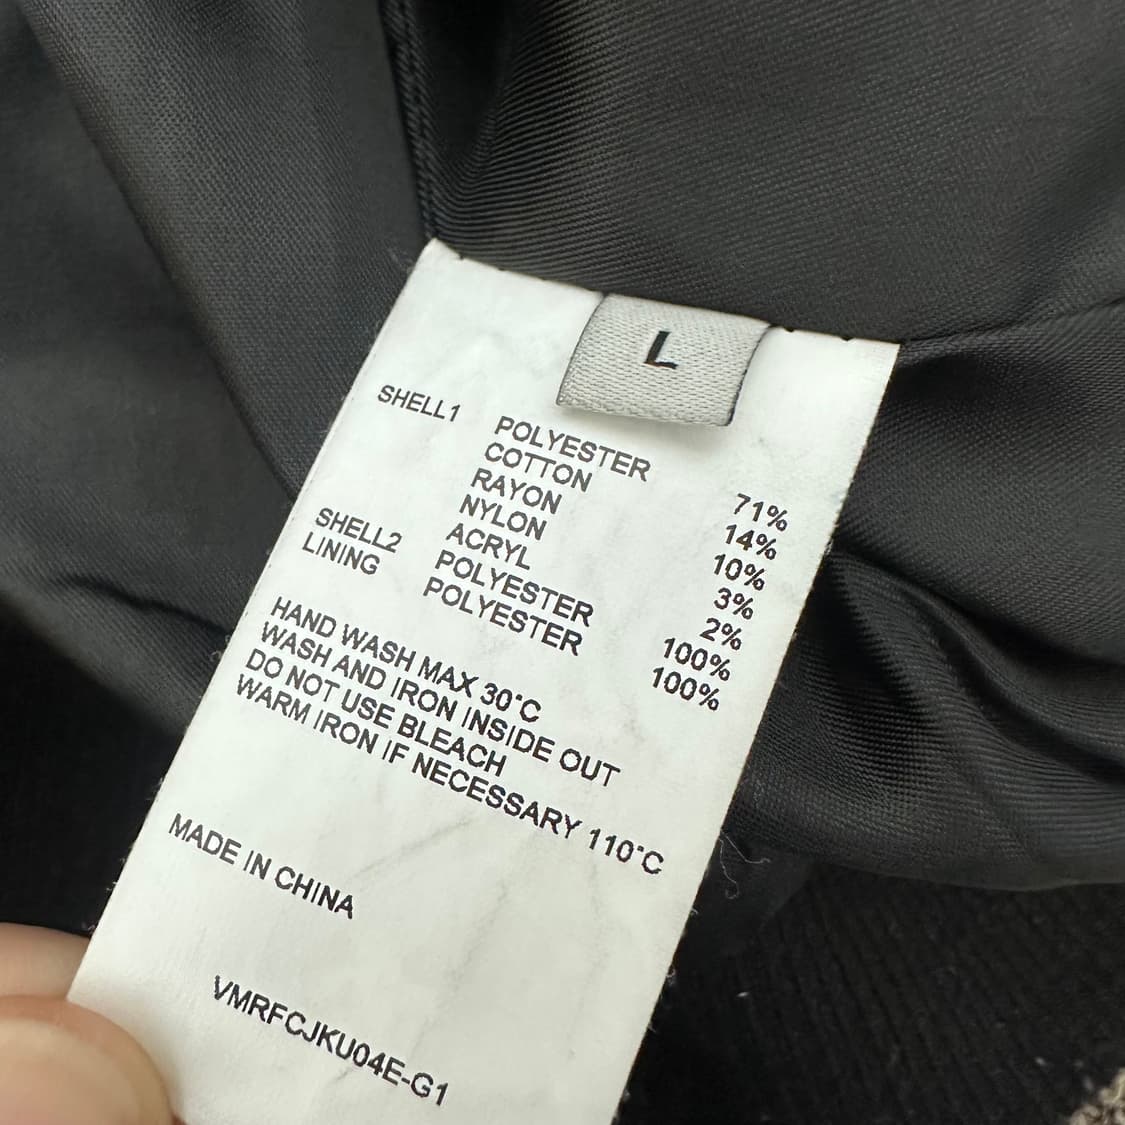 L
SHELL1 POLYESTER 71%
COTTON 14%
RAYON 10%
NYLON 3%
ACRYL 2%
SHELL2 POLYESTER 100%
LINING POLYESTER 100%
HAND WASH MAX 30°C
WASH AND IRON INSIDE OUT
DO NOT USE BLEACH
WARM IRON IF NECESSARY 110°C
MADE IN CHINA
VMRFCJKU04E-G1